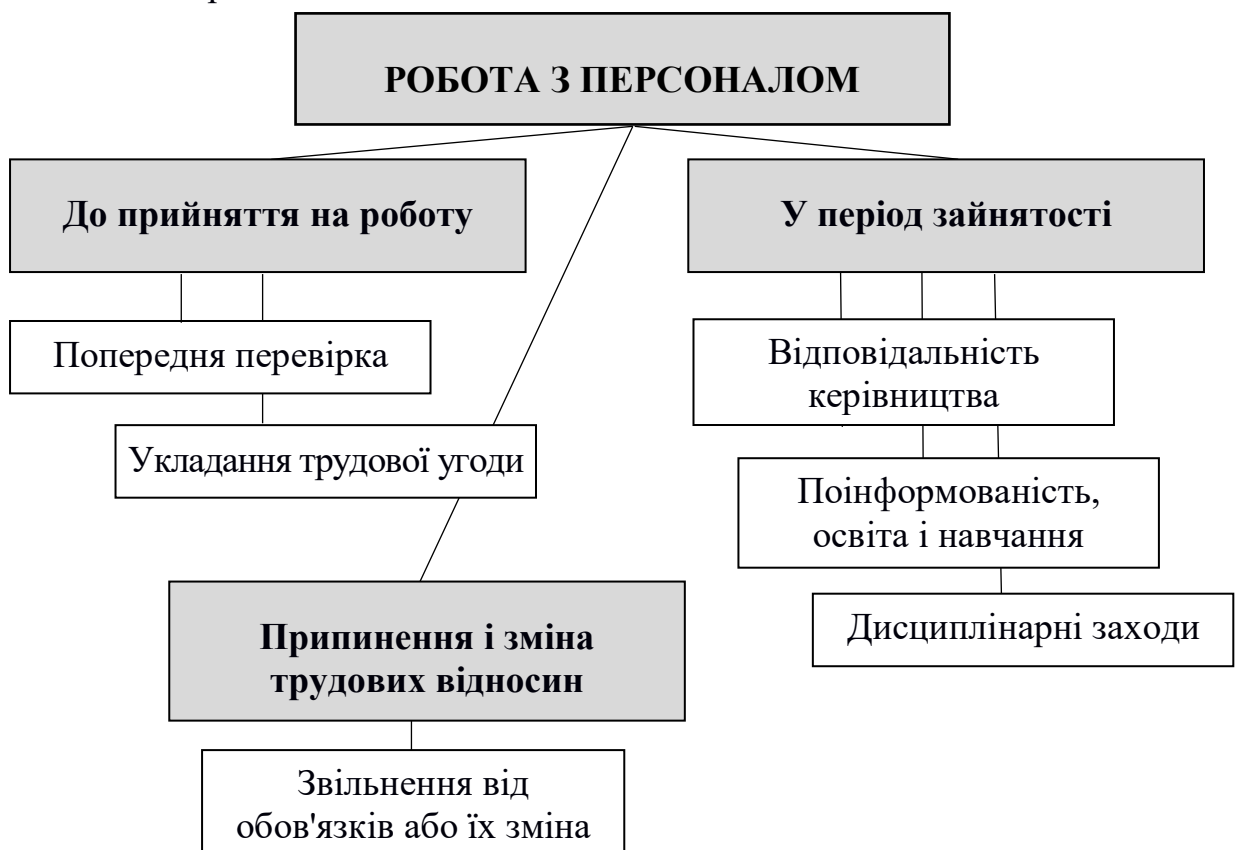 РОБОТА З ПЕРСОНАЛОМ
До прийняття на роботу
Попередня перевірка
Укладання трудової угоди
У період зайнятості
Відповідальність
керівництва
Поінформованість,
освіта і навчання
Дисциплінарні заходи
Припинення і зміна
трудових відносин
Звільнення від
обов'язків або їх зміна